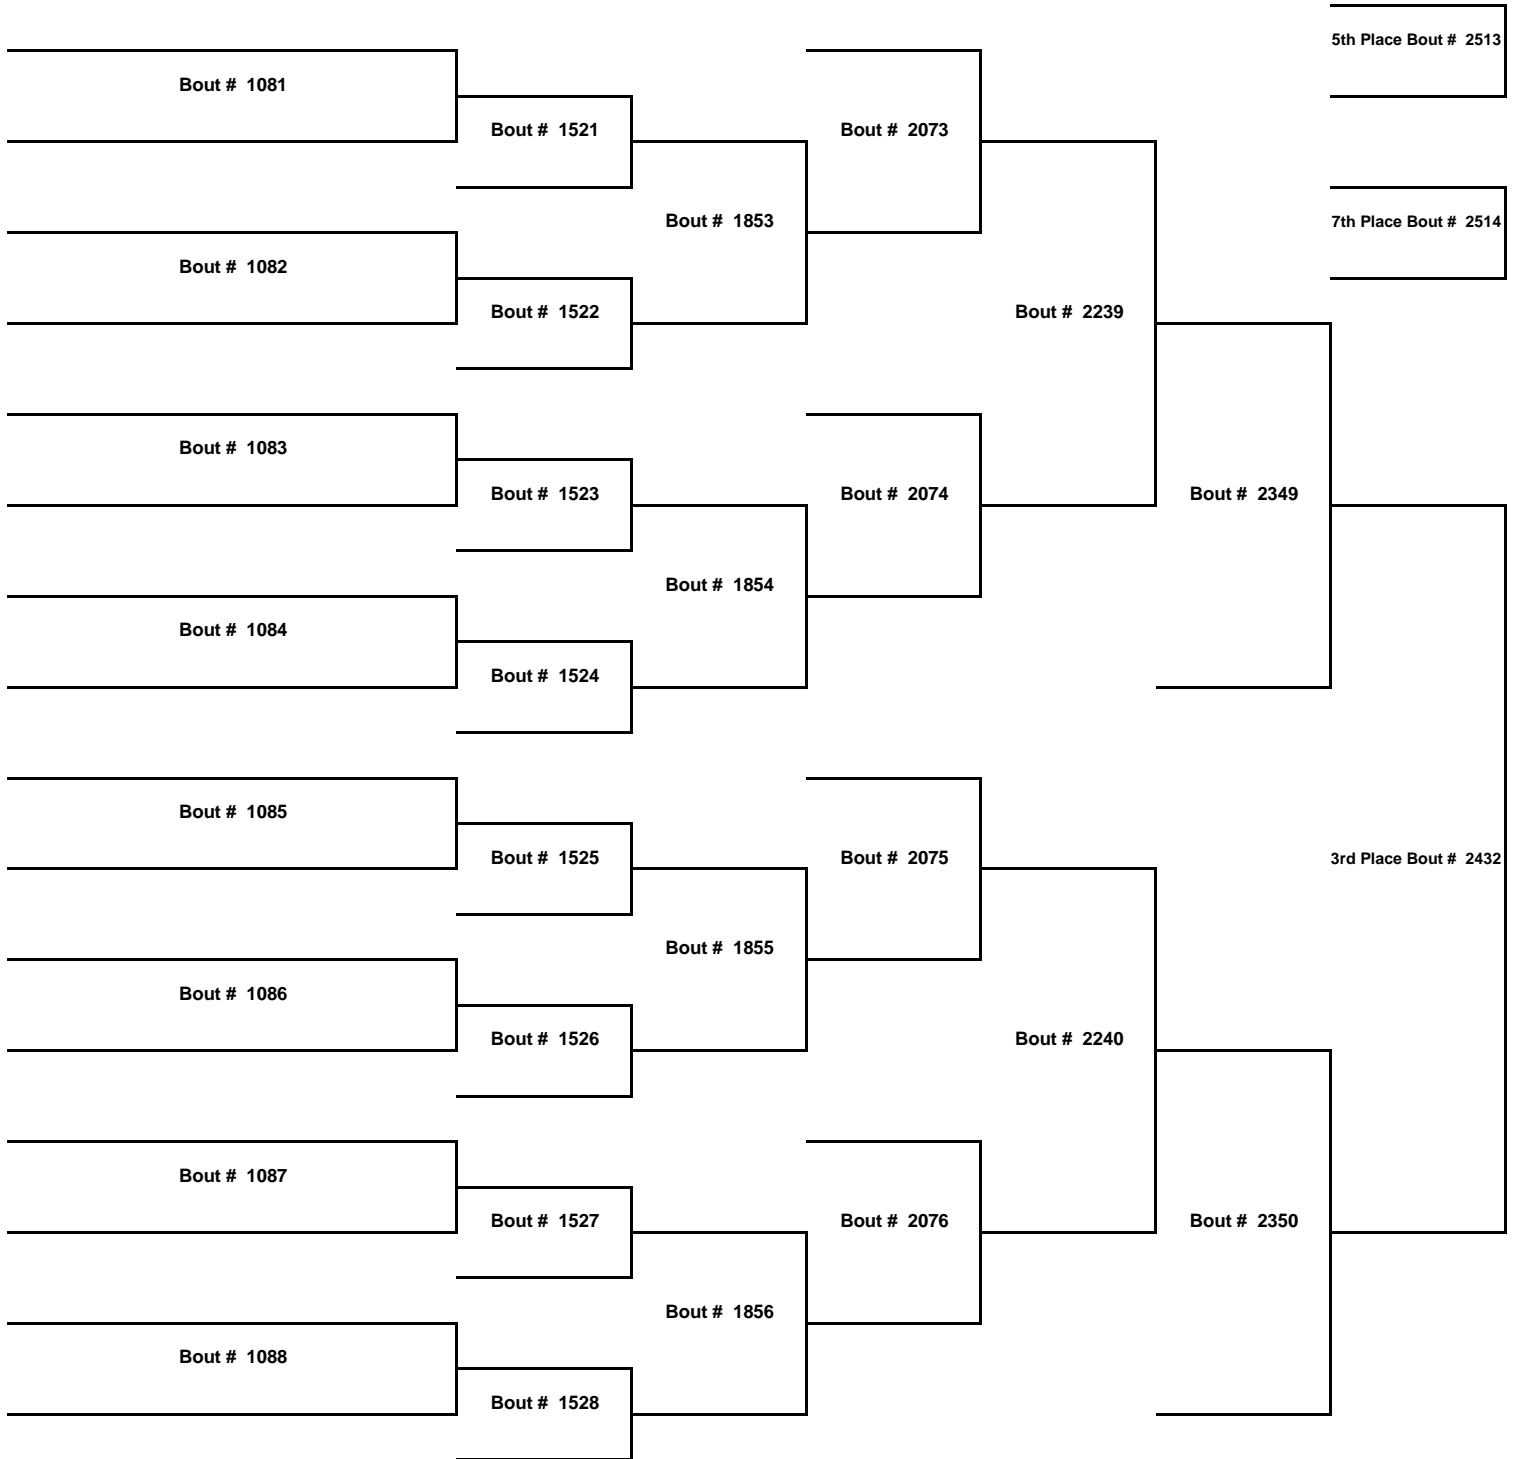 5th Place Bout #  2513
Bout #  1081
Bout #  1521
Bout #  2073
Bout #  1853
7th Place Bout #  2514
Bout #  1082
Bout #  1522
Bout #  2239
Bout #  1083
Bout #  1523
Bout #  2074
Bout #  2349
Bout #  1854
Bout #  1084
Bout #  1524
Bout #  1085
Bout #  1525
Bout #  2075
3rd Place Bout #  2432
Bout #  1855
Bout #  1086
Bout #  1526
Bout #  2240
Bout #  1087
Bout #  1527
Bout #  2076
Bout #  2350
Bout #  1856
Bout #  1088
Bout #  1528